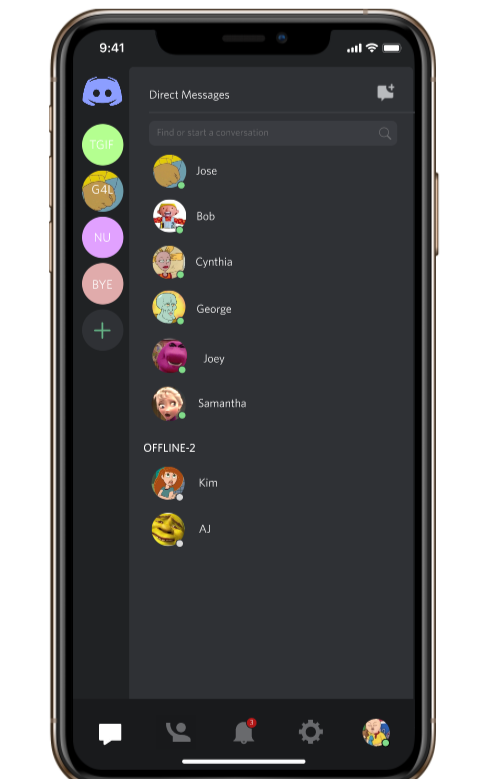 9:41
Direct Messages
Find or start a conversation
TGIF
G4L
NU
BYE
Jose
Bob
Cynthia
George
Joey
Samantha
OFFLINE-2
Kim
AJ
3